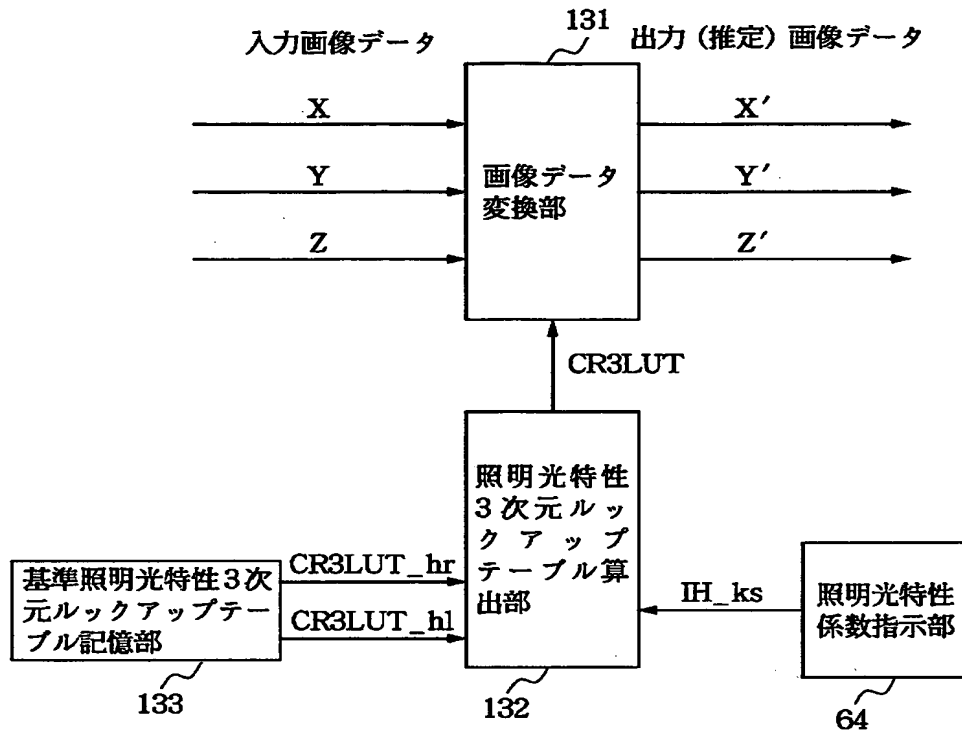 131
入力画像データ
出力(推定)画像データ
X
X′
Y
Y′
Z
Z′
画像データ
変換部
CR3LUT
照明光特性
3次元ルッ
クアップ
テーブル算
出部
基準照明光特性3次
元ルックアップテー
ブル記憶部
CR3LUT_hr
CR3LUT_hl
IH_ks
照明光特性
係数指示部
133
132
64